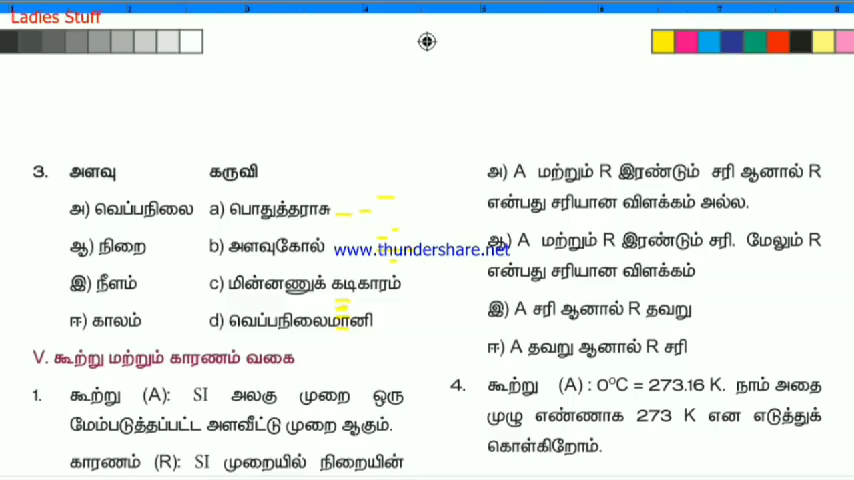 Ladies Stuff
3. அளவு கருவி
அ) வெப்பநிலை a) பொதுத்தராசு
ஆ) நிறை b) அளவுகோல்
இ) நீளம் c) மின்னணுக் கடிகாரம்
ஈ) காலம் d) வெப்பநிலைமானி
V. கூற்று மற்றும் காரணம் வகை
1. கூற்று (A): SI அலகு முறை ஒரு
மேம்படுத்தப்பட்ட அளவீட்டு முறை ஆகும்.
காரணம் (R): SI முறையில் நிறையின்
www.thundershare.net
அ) A மற்றும் R இரண்டும் சரி ஆனால் R
என்பது சரியான விளக்கம் அல்ல.
ஆ) A மற்றும் R இரண்டும் சரி. மேலும் R
என்பது சரியான விளக்கம்
இ) A சரி ஆனால் R தவறு
ஈ) A தவறு ஆனால் R சரி
4. கூற்று (A) : 0°C = 273.16 K. நாம் அதை
முழு எண்ணாக 273 K என எடுத்துக்
கொள்கிறோம்.